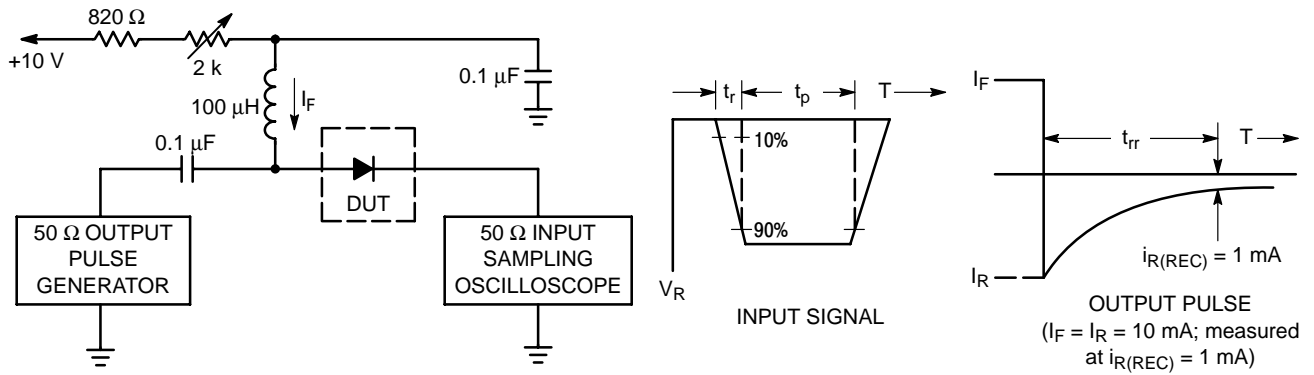 820 Ω
+10 V
2 k
100 μH
I_F
0.1 μF
0.1 μF
DUT
50 Ω OUTPUT
PULSE
GENERATOR
50 Ω INPUT
SAMPLING
OSCILLOSCOPE
t_r
t_p
T
10%
90%
V_R
INPUT SIGNAL
I_F
t_rr
T
I_R
i_R(REC) = 1 mA
OUTPUT PULSE
(I_F = I_R = 10 mA; measured
at i_R(REC) = 1 mA)